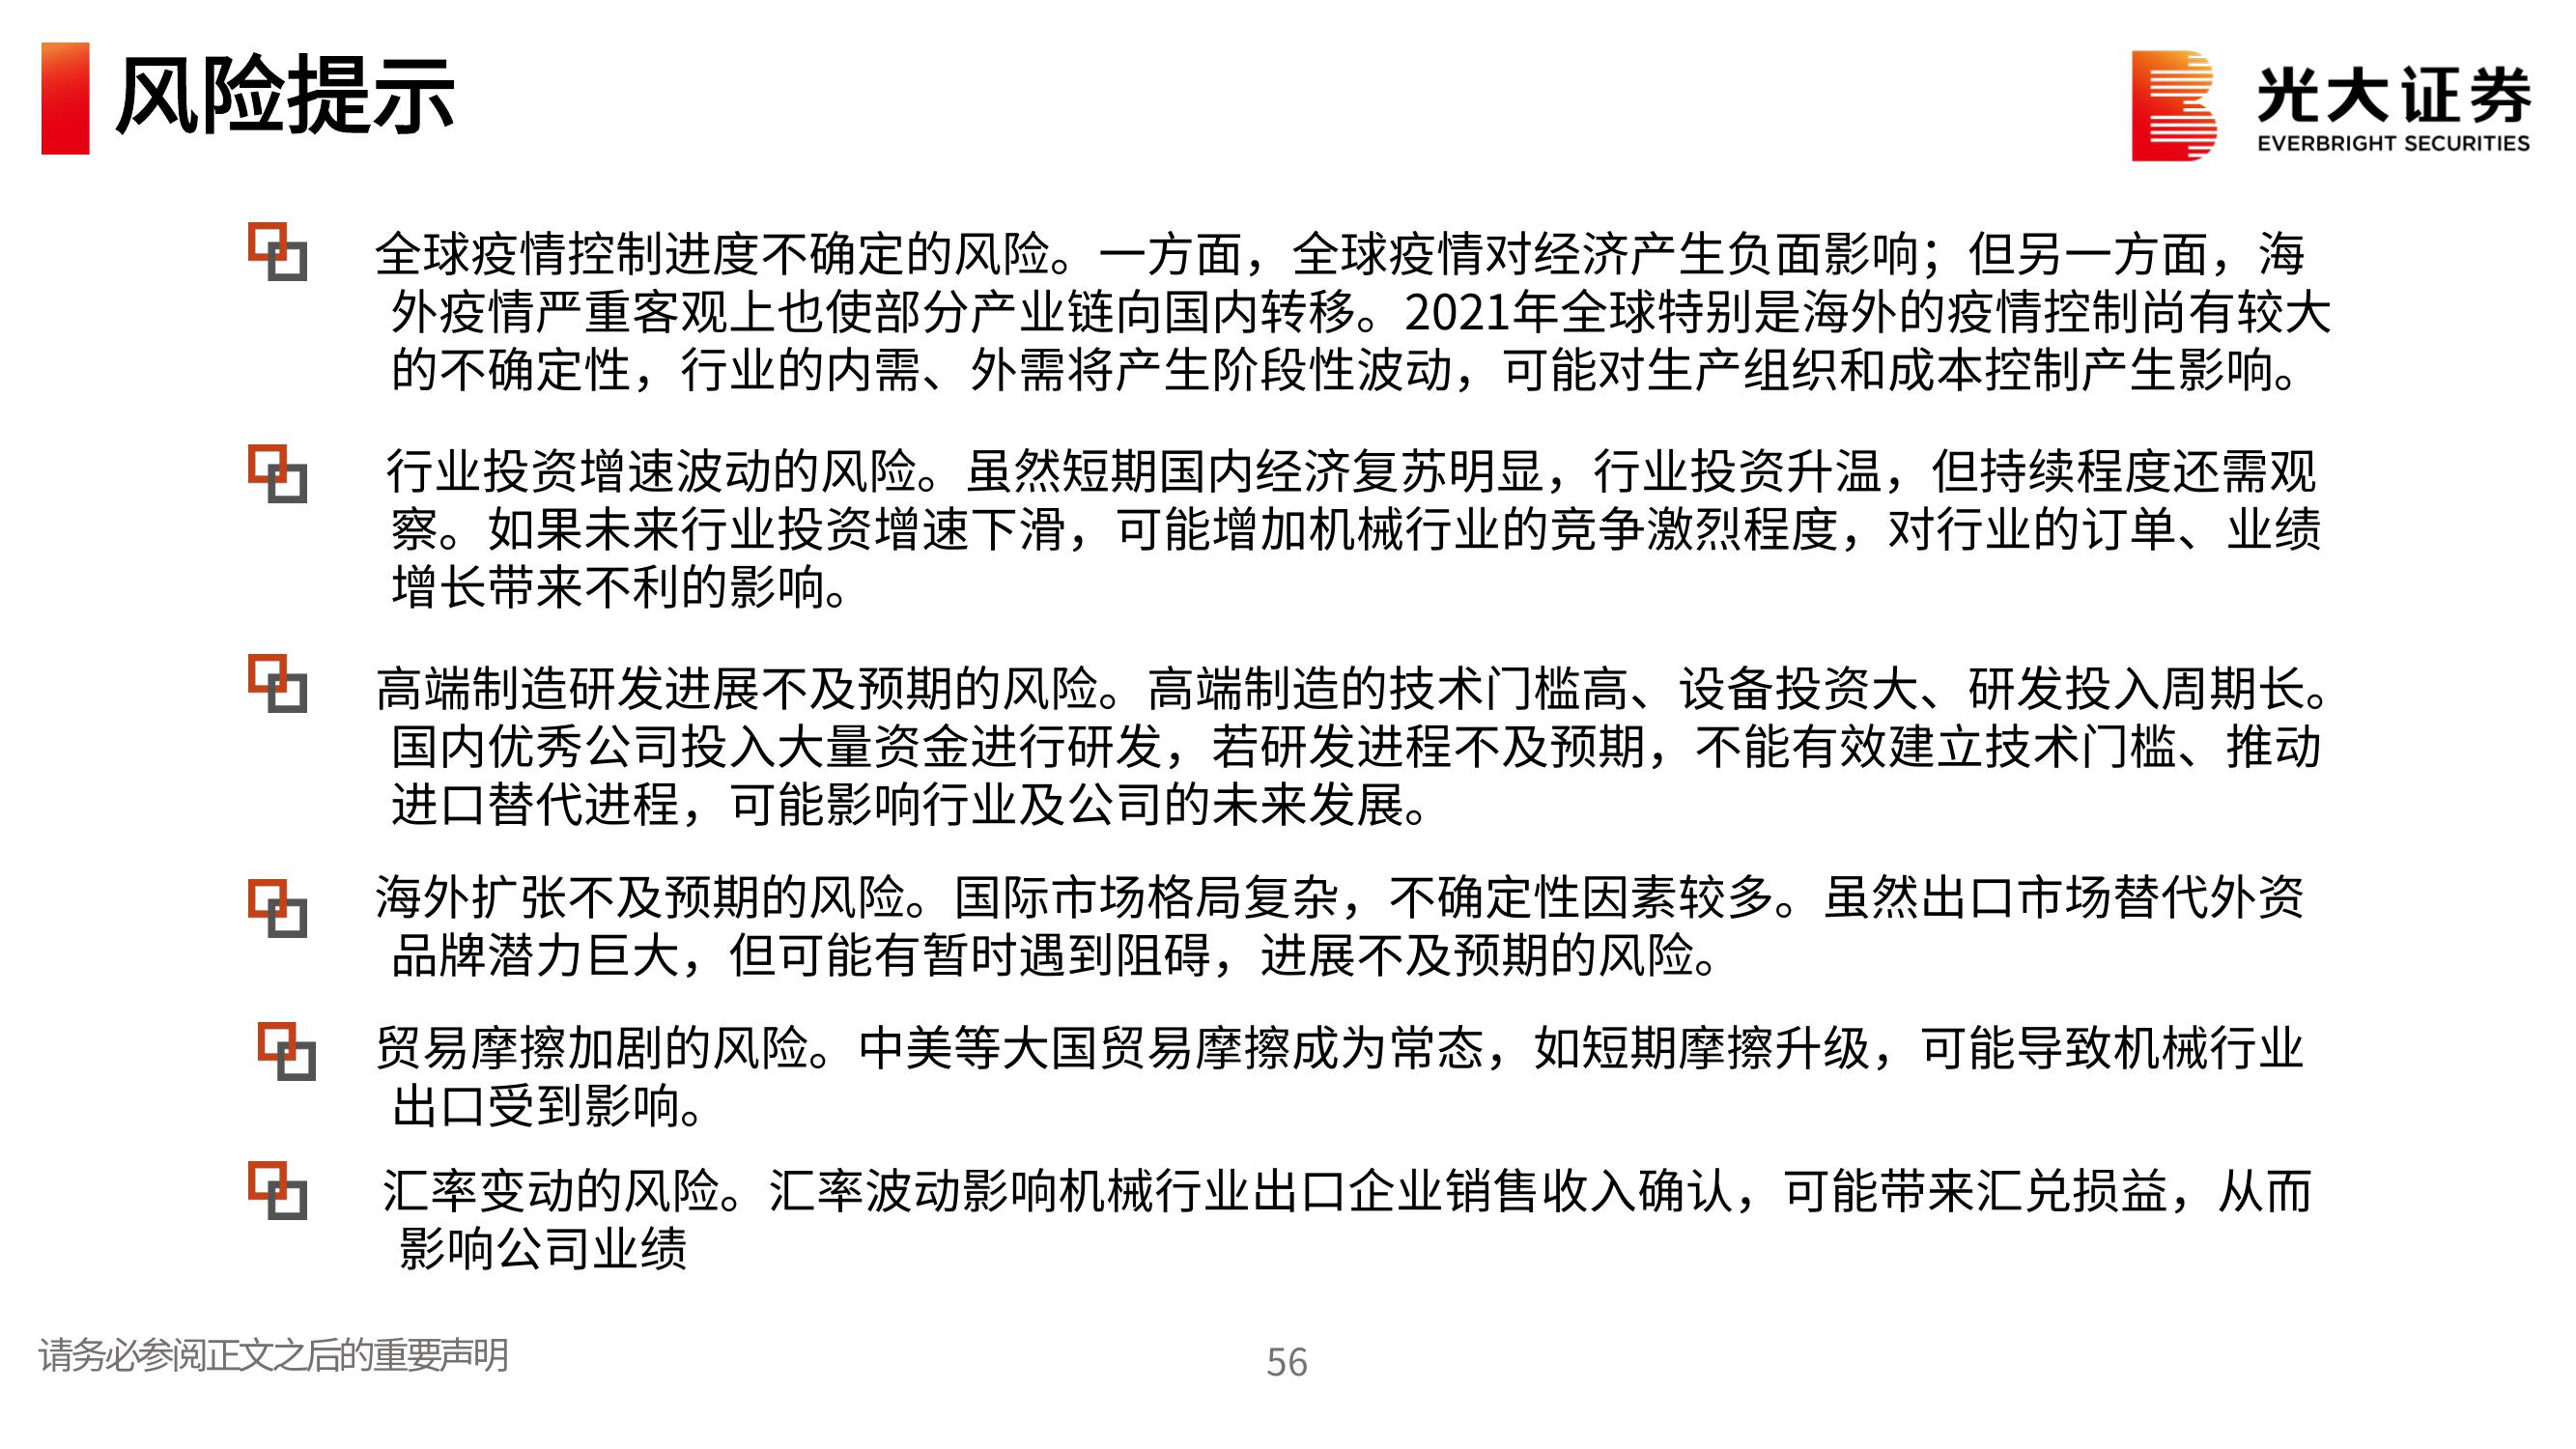 风险提示
光大证券
EVERBRIGHT SECURITIES
全球疫情控制进度不确定的风险。一方面，全球疫情对经济产生负面影响；但另一方面，海
外疫情严重客观上也使部分产业链向国内转移。2021年全球特别是海外的疫情控制尚有较大
的不确定性，行业的内需、外需将产生阶段性波动，可能对生产组织和成本控制产生影响。
行业投资增速波动的风险。虽然短期国内经济复苏明显，行业投资升温，但持续程度还需观
察。如果未来行业投资增速下滑，可能增加机械行业的竞争激烈程度，对行业的订单、业绩
增长带来不利的影响。
高端制造研发进展不及预期的风险。高端制造的技术门槛高、设备投资大、研发投入周期长。
国内优秀公司投入大量资金进行研发，若研发进程不及预期，不能有效建立技术门槛、推动
进口替代进程，可能影响行业及公司的未来发展。
海外扩张不及预期的风险。国际市场格局复杂，不确定性因素较多。虽然出口市场替代外资
品牌潜力巨大，但可能有暂时遇到阻碍，进展不及预期的风险。
贸易摩擦加剧的风险。中美等大国贸易摩擦成为常态，如短期摩擦升级，可能导致机械行业
出口受到影响。
汇率变动的风险。汇率波动影响机械行业出口企业销售收入确认，可能带来汇兑损益，从而
影响公司业绩
请务必参阅正文之后的重要声明
56